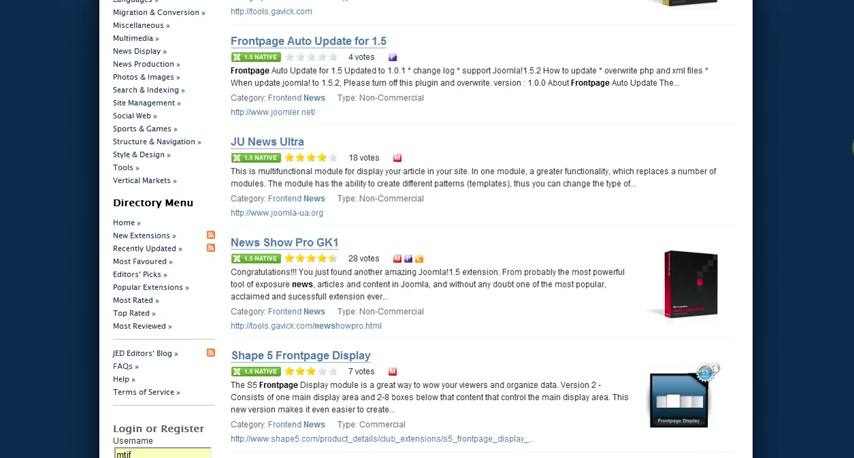 Migration & Conversion »
Miscellaneous »
Multimedia »
News Display »
News Production »
Photos & Images »
Search & Indexing »
Site Management »
Social Web »
Sports & Games »
Structure & Navigation »
Style & Design »
Tools »
Vertical Markets »
Directory Menu
Home »
New Extensions »
Recently Updated »
Most Favoured »
Editors' Picks »
Popular Extensions »
Most Rated »
Top Rated »
Most Reviewed »
JED Editors' Blog »
FAQs »
Help »
Terms of Service »
Login or Register
Username
mtif
http://tools.gavick.com
Frontpage Auto Update for 1.5
1.5 NATIVE 4 votes
Frontpage Auto Update for 1.5 Updated to 1.0.1 * change log * support Joomla!1.5.2 How to update * overwrite php and xml files *
When update joomla! to 1.5.2, Please turn off this plugin and overwrite. version : 1.0.0 About Frontpage Auto Update The...
Category: Frontend News Type: Non-Commercial
http://www.joomler.net/
JU News Ultra
1.5 NATIVE 18 votes M
This is multifunctional module for display your article in your site. In one module, a greater functionality, which replaces a number of
modules. The module has the ability to create different patterns (templates), thus you can change the type of...
Category: Frontend News Type: Non-Commercial
http://www.joomla-ua.org
News Show Pro GK1
1.5 NATIVE 28 votes M P C
Congratulations!!! You just found another amazing Joomla!1.5 extension. From probably the most powerful
tool of exposure news, articles and content in Joomla, and without any doubt one of the most popular,
acclaimed and sucessfull extension ever...
Category: Frontend News Type: Non-Commercial
http://tools.gavick.com/newshowpro.html
Shape 5 Frontpage Display
1.5 NATIVE 7 votes M
The S5 Frontpage Display module is a great way to wow your viewers and organize data. Version 2 -
Consists of one main display area and 2-8 boxes below that content that control the main display area. This
new version makes it even easier to create...
Category: Frontend News Type: Commercial
http://www.shape5.com/product_details/club_extensions/s5_frontpage_display_...
Frontpage Display